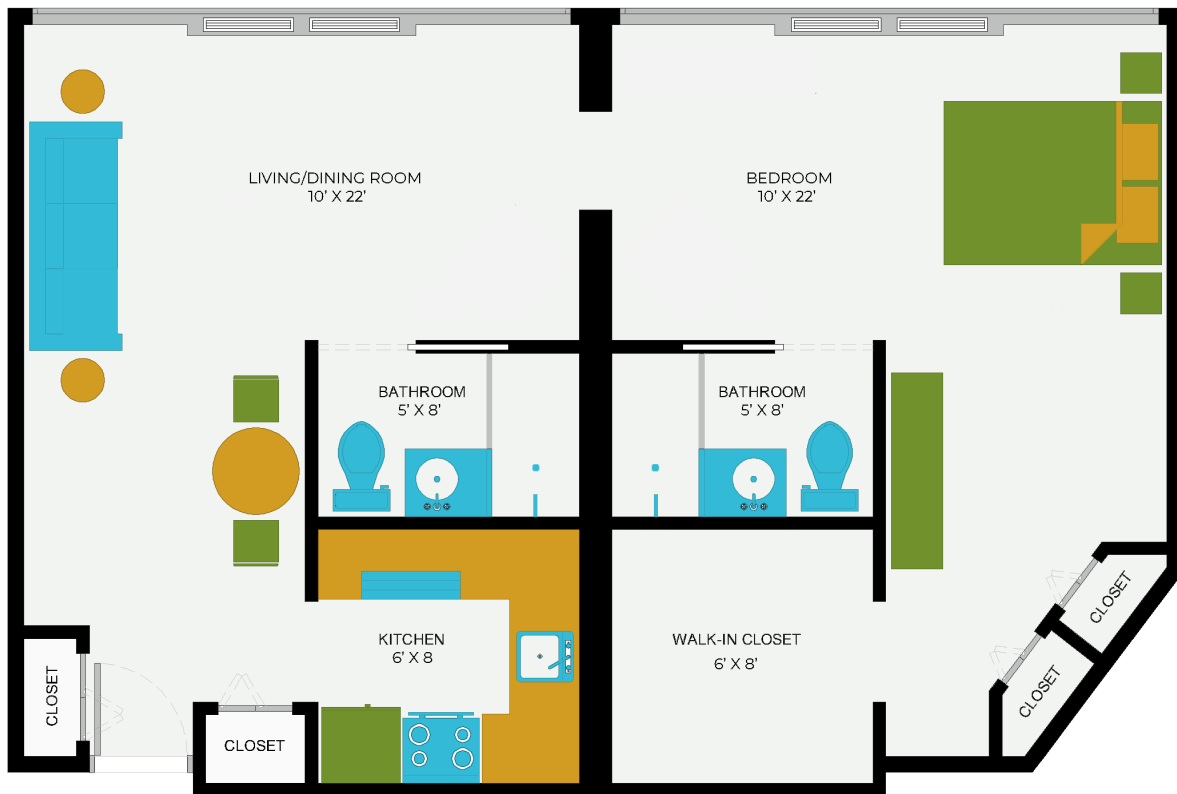 LIVING/DINING ROOM
10' X 22'
BEDROOM
10' X 22'
BATHROOM
5' X 8'
BATHROOM
5' X 8'
KITCHEN
6' X 8
WALK-IN CLOSET
6' X 8'
CLOSET
CLOSET
CLOSET
CLOSET